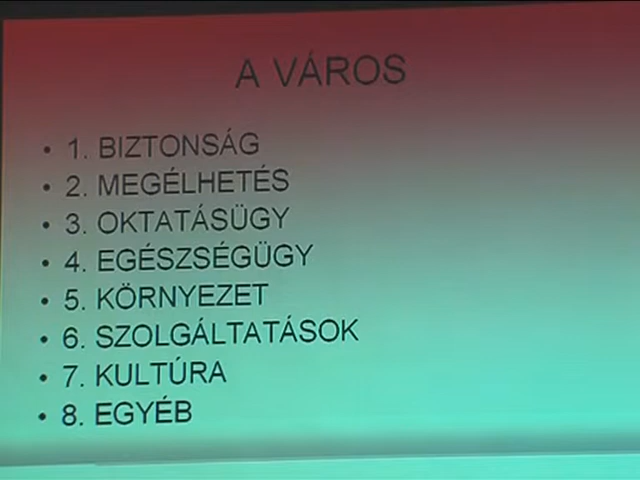 A VÁROS
• 1. BIZTONSÁG
• 2. MEGÉLHETÉS
• 3. OKTATÁSÜGY
• 4. EGÉSZSÉGÜGY
• 5. KÖRNYEZET
• 6. SZOLGÁLTATÁSOK
• 7. KULTÚRA
• 8. EGYÉB